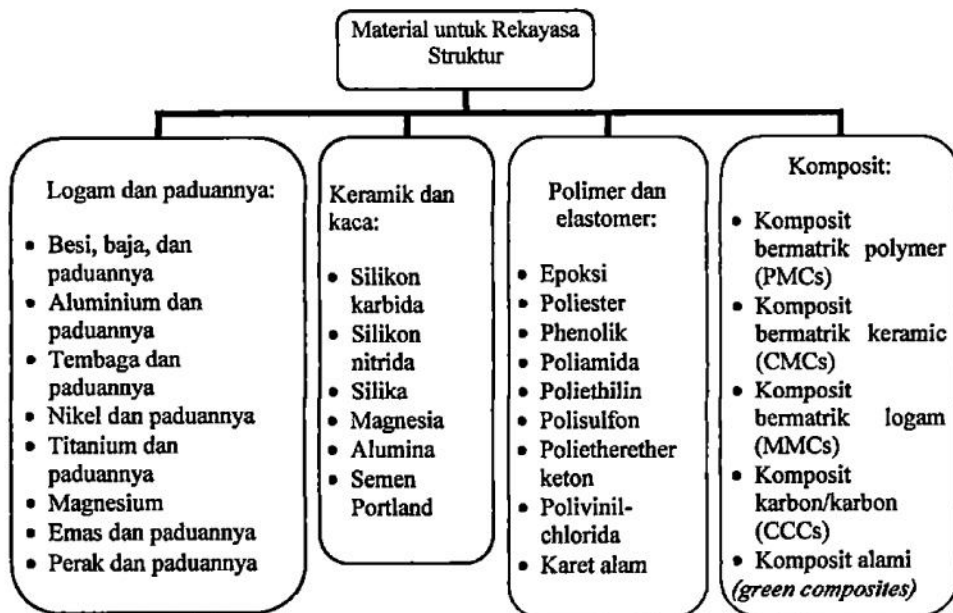 Material untuk Rekayasa
Struktur
Logam dan paduannya:
• Besi, baja, dan
paduannya
• Aluminium dan
paduannya
• Tembaga dan
paduannya
• Nikel dan paduannya
• Titanium dan
paduannya
• Magnesium
• Emas dan paduannya
• Perak dan paduannya
Keramik dan
kaca:
• Silikon
karbida
• Silikon
nitrida
• Silika
• Magnesia
• Alumina
• Semen
Portland
Polimer dan
elastomer:
• Epoksi
• Poliester
• Phenolik
• Poliamida
• Poliethilin
• Polisulfon
• Polietherether
keton
• Polivinil-
chlorida
• Karet alam
Komposit:
• Komposit
bermatrik polymer
(PMCs)
• Komposit
bermatrik keramic
(CMCs)
• Komposit
bermatrik logam
(MMCs)
• Komposit
karbon/karbon
(CCCs)
• Komposit alami
(green composites)